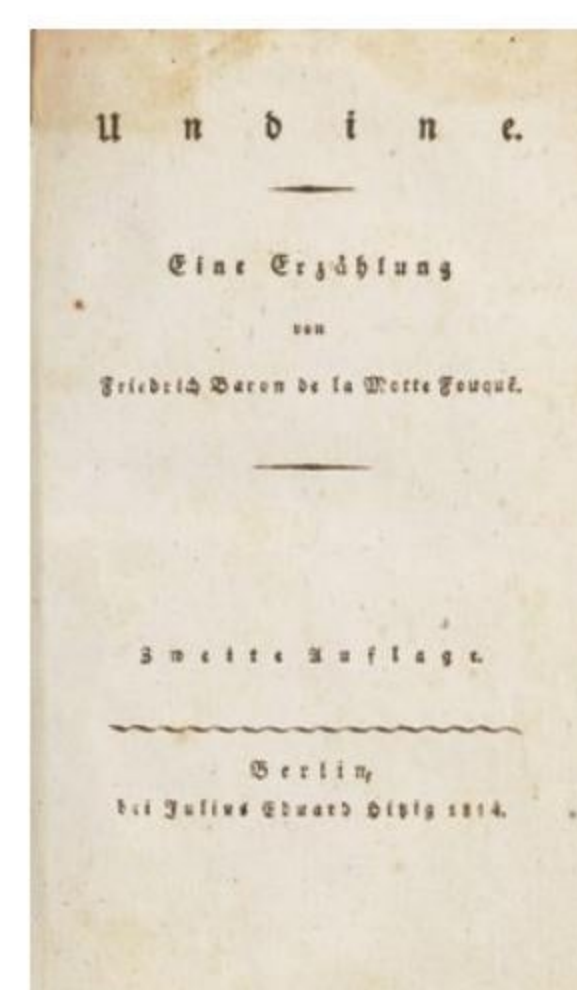 Undine.
Eine Erzählung
von
Friedrich Baron de la Motte Fouqué.
Zweite Auflage.
Berlin,
bei Julius Eduard Hitzig 1814.